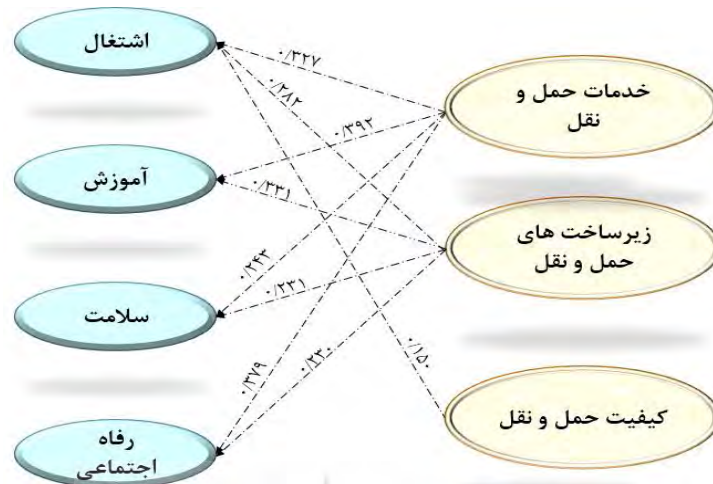 خدمات حمل و
نقل
زیرساخت های
حمل و نقل
کیفیت حمل و نقل
اشتغال
آموزش
سلامت
رفاه
اجتماعی
۰/۳۲۷
۰/۲۸۲
۰/۳۹۲
۰/۳۳۱
۰/۲۴۳
۰/۲۳۱
۰/۳۷۹
۰/۲۳۰
۰/۱۵۰